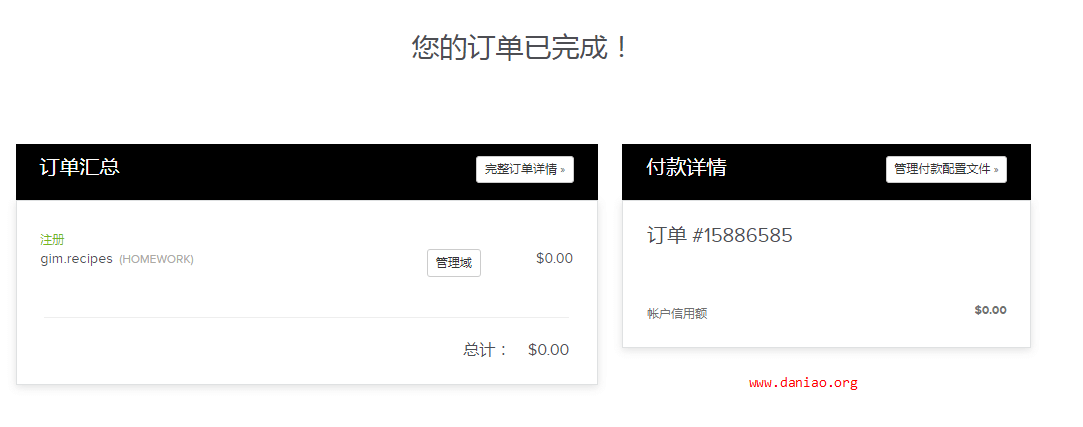 您的订单已完成！
订单汇总
完整订单详情 »
注册
gim.recipes (HOMEWORK)
管理域
$0.00
总计： $0.00
付款详情
管理付款配置文件 »
订单 #15886585
帐户信用额
$0.00
www.daniao.org